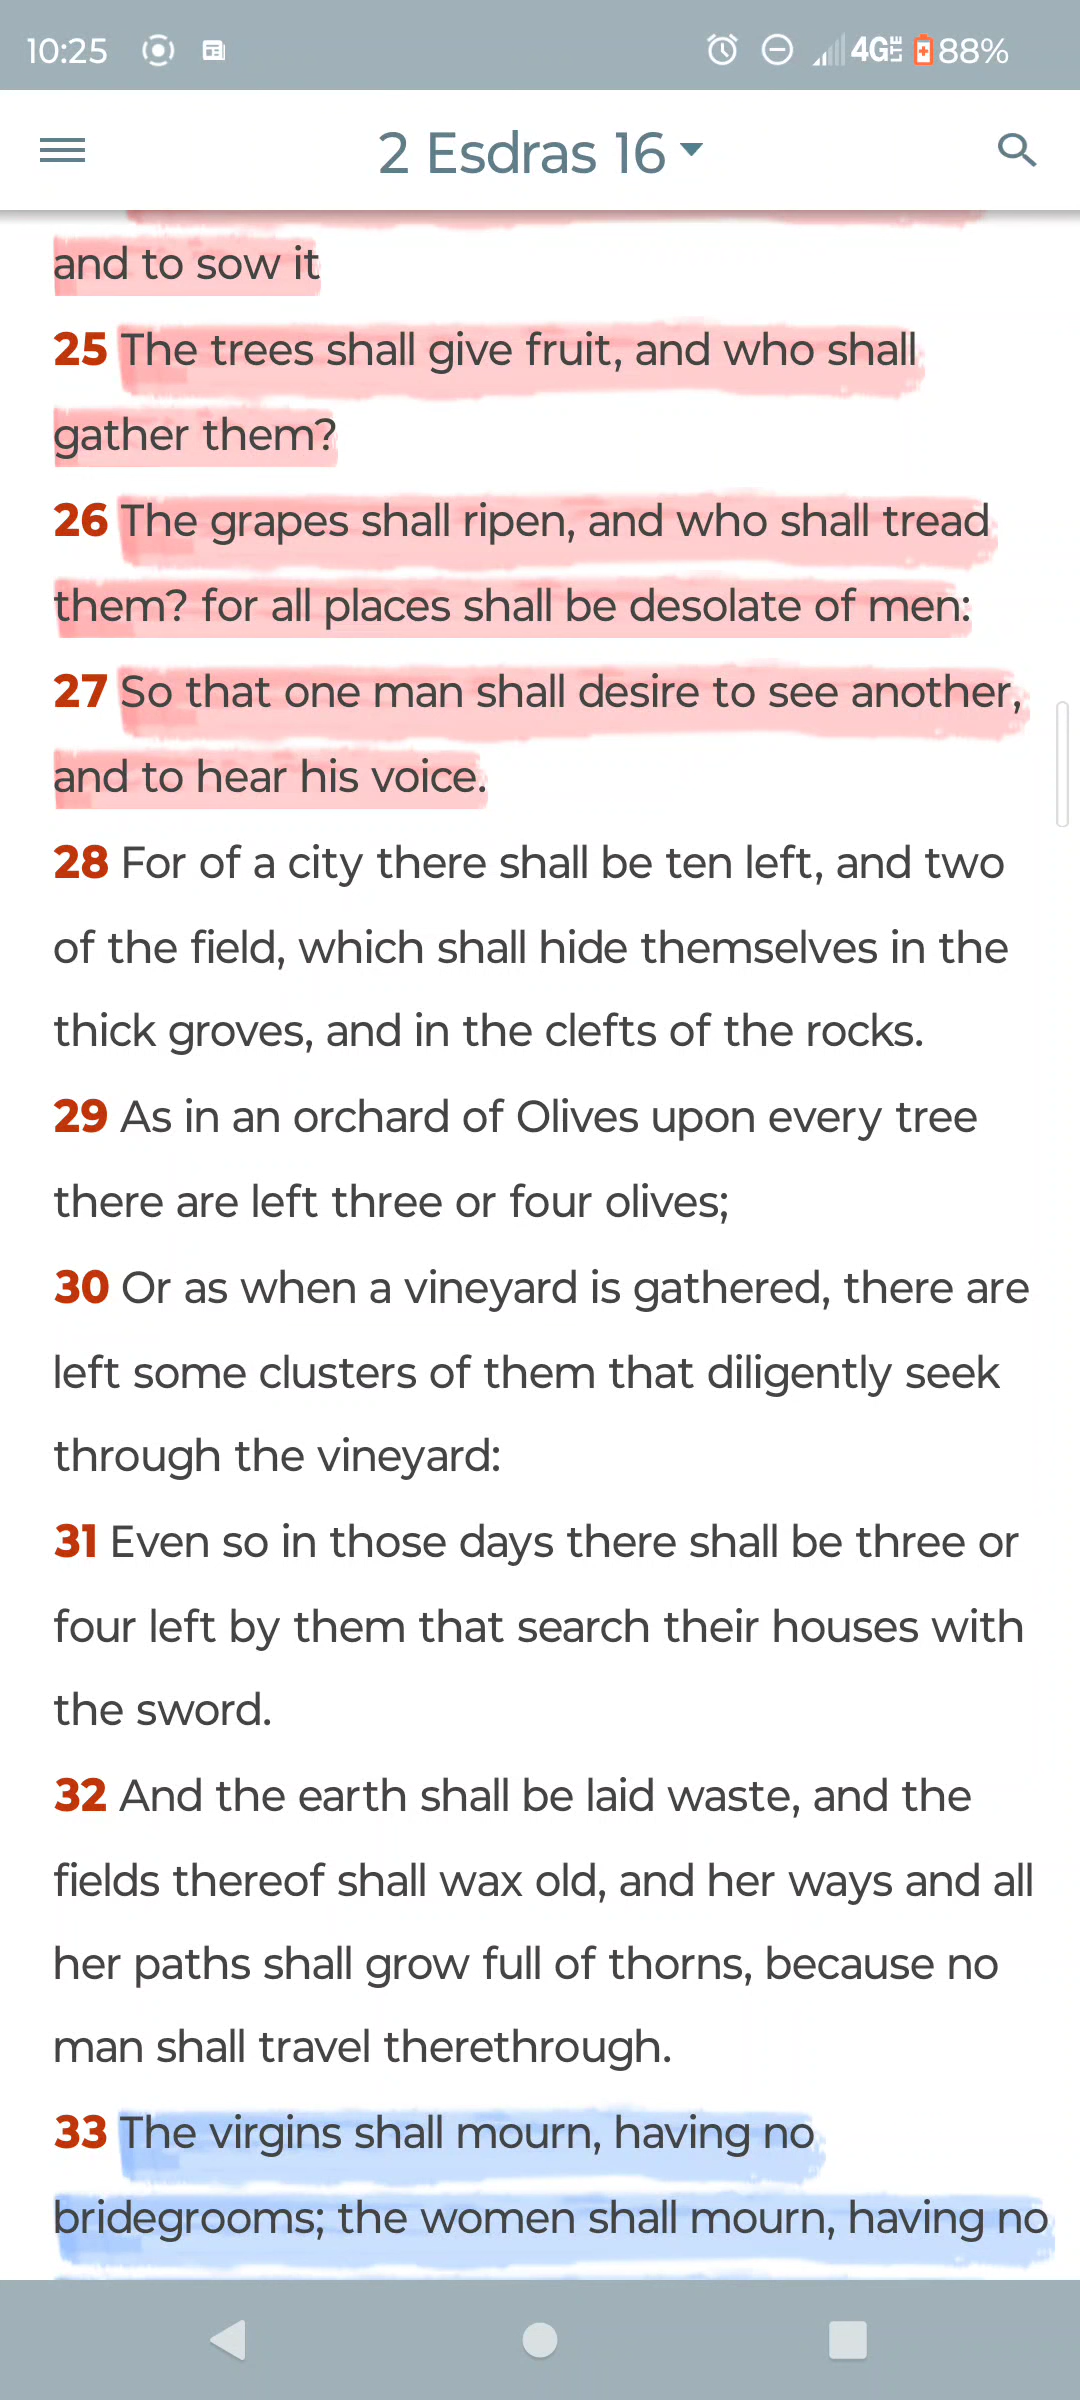 10:25
4G LTE 88%
2 Esdras 16
and to sow it
25 The trees shall give fruit, and who shall
gather them?
26 The grapes shall ripen, and who shall tread
them? for all places shall be desolate of men:
27 So that one man shall desire to see another,
and to hear his voice.
28 For of a city there shall be ten left, and two
of the field, which shall hide themselves in the
thick groves, and in the clefts of the rocks.
29 As in an orchard of Olives upon every tree
there are left three or four olives;
30 Or as when a vineyard is gathered, there are
left some clusters of them that diligently seek
through the vineyard:
31 Even so in those days there shall be three or
four left by them that search their houses with
the sword.
32 And the earth shall be laid waste, and the
fields thereof shall wax old, and her ways and all
her paths shall grow full of thorns, because no
man shall travel therethrough.
33 The virgins shall mourn, having no
bridegrooms; the women shall mourn, having no